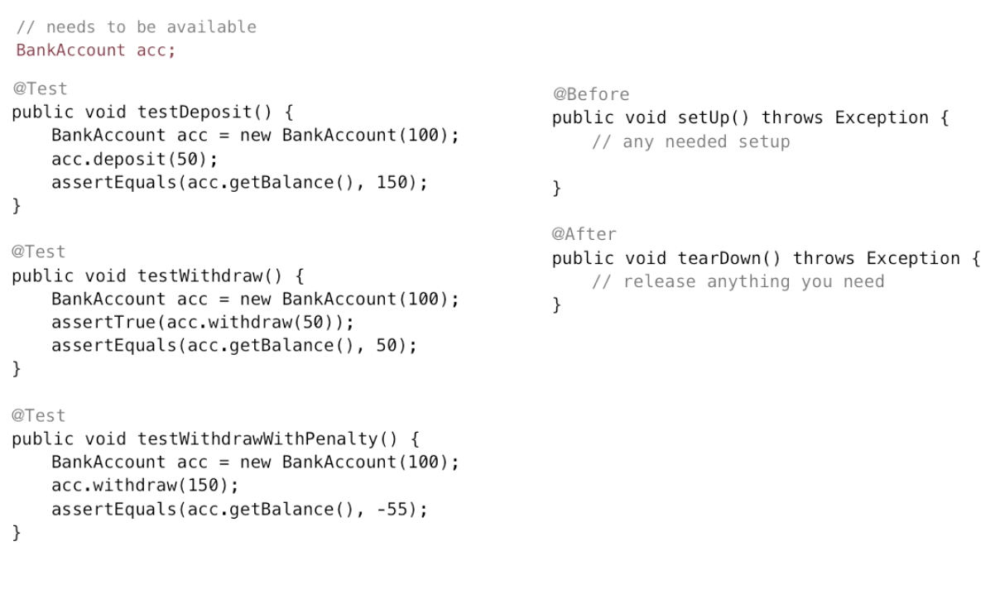 // needs to be available
BankAccount acc;
@Test
public void testDeposit() {
    BankAccount acc = new BankAccount(100);
    acc.deposit(50);
    assertEquals(acc.getBalance(), 150);
}
@Test
public void testWithdraw() {
    BankAccount acc = new BankAccount(100);
    assertTrue(acc.withdraw(50));
    assertEquals(acc.getBalance(), 50);
}
@Test
public void testWithdrawWithPenalty() {
    BankAccount acc = new BankAccount(100);
    acc.withdraw(150);
    assertEquals(acc.getBalance(), -55);
}
@Before
public void setUp() throws Exception {
    // any needed setup
}
@After
public void tearDown() throws Exception {
    // release anything you need
}